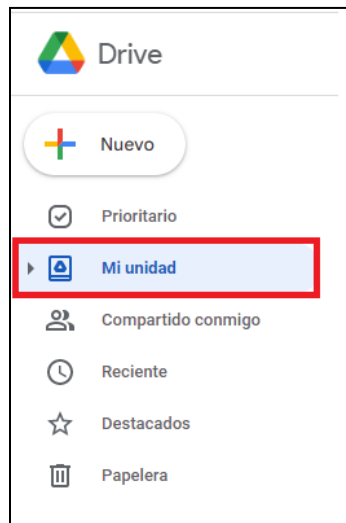 Drive
Nuevo
Prioritario
Mi unidad
Compartido conmigo
Reciente
Destacados
Papelera